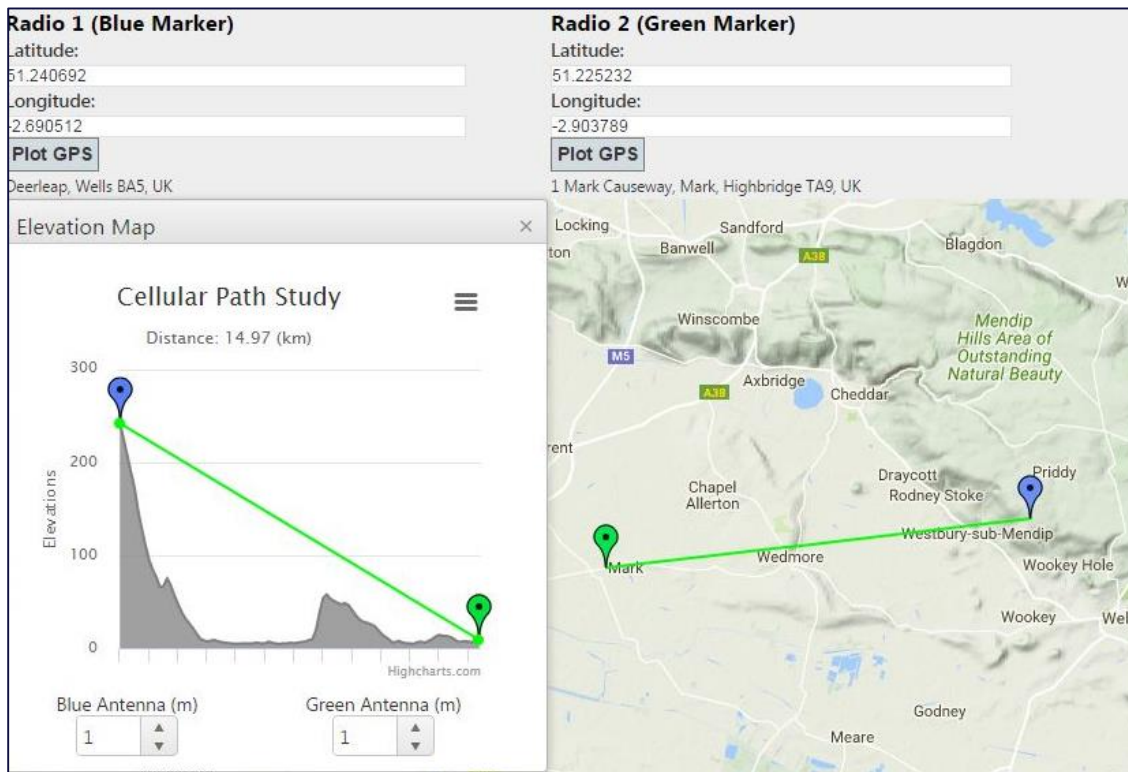 Radio 1 (Blue Marker)
Latitude:
51.240692
Longitude:
-2.690512
Plot GPS
Deerleap, Wells BA5, UK
Radio 2 (Green Marker)
Latitude:
51.225232
Longitude:
-2.903789
Plot GPS
1 Mark Causeway, Mark, Highbridge TA9, UK
Elevation Map ×
Cellular Path Study
Distance: 14.97 (km)
300
200
100
0
Elevations
Highcharts.com
Blue Antenna (m)
1
Green Antenna (m)
1
Locking
Sandford
Banwell
A38
Blagdon
Winscombe
Mendip
Hills Area of
Outstanding
Natural Beauty
M5
Axbridge
A38
Cheddar
Draycott
Priddy
Rodney Stoke
Chapel
Allerton
Westbury-sub-Mendip
Wedmore
Mark
Wookey Hole
Wookey
Godney
Meare